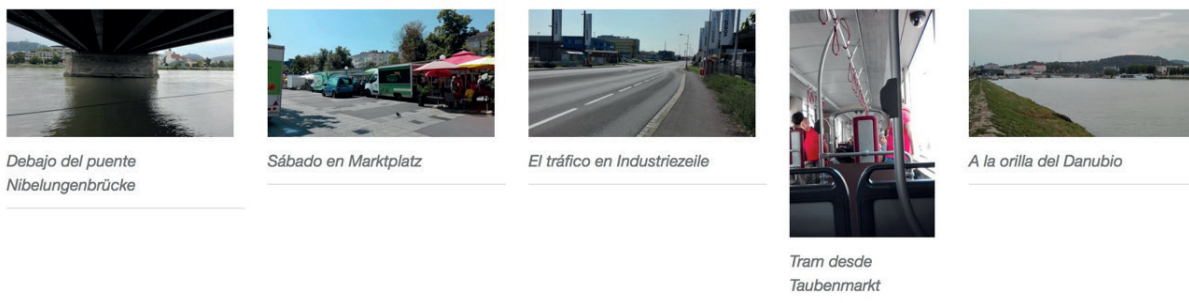 Debajo del puente
Nibelungenbrücke
Sábado en Marktplatz
El tráfico en Industriezeile
Tram desde
Taubenmarkt
A la orilla del Danubio